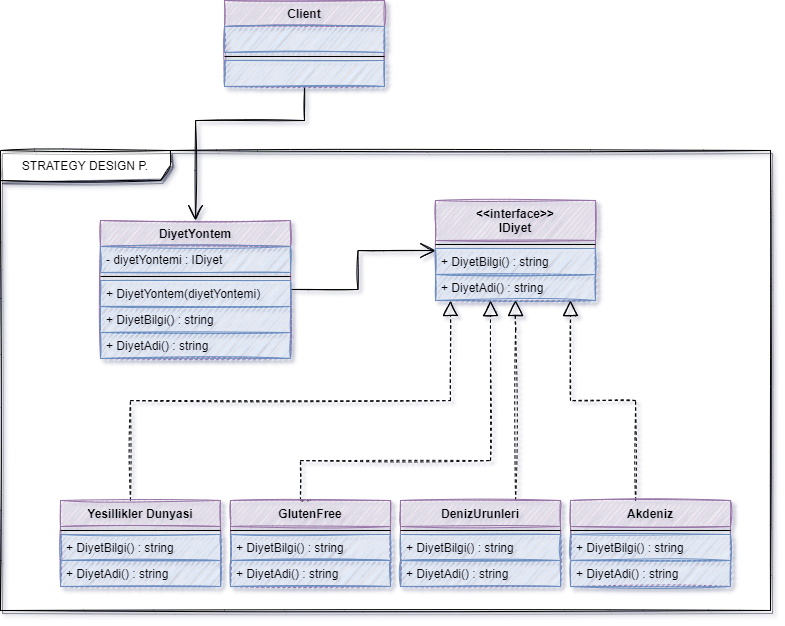 Client
STRATEGY DESIGN P.
DiyetYontem
- diyetYontemi : IDiyet
+ DiyetYontem(diyetYontemi)
+ DiyetBilgi() : string
+ DiyetAdi() : string
<<interface>>
IDiyet
+ DiyetBilgi() : string
+ DiyetAdi() : string
Yesillikler Dunyasi
+ DiyetBilgi() : string
+ DiyetAdi() : string
GlutenFree
+ DiyetBilgi() : string
+ DiyetAdi() : string
DenizUrunleri
+ DiyetBilgi() : string
+ DiyetAdi() : string
Akdeniz
+ DiyetBilgi() : string
+ DiyetAdi() : string